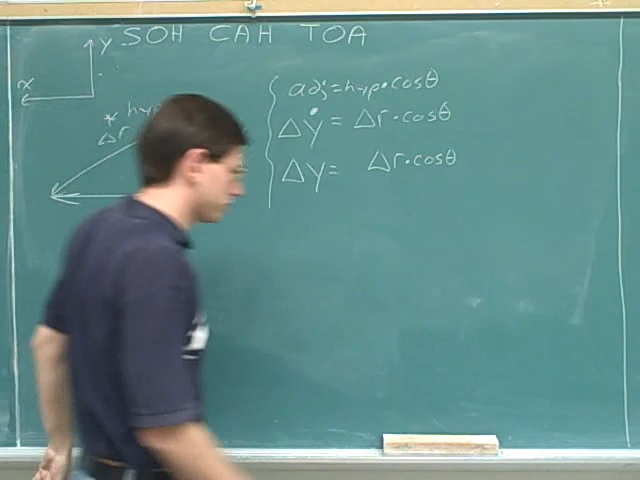 SOH CAH TOA
y
x
* hyp
Δr
adj = hyp·cosθ
Δy = Δr·cosθ
Δy = Δr·cosθ